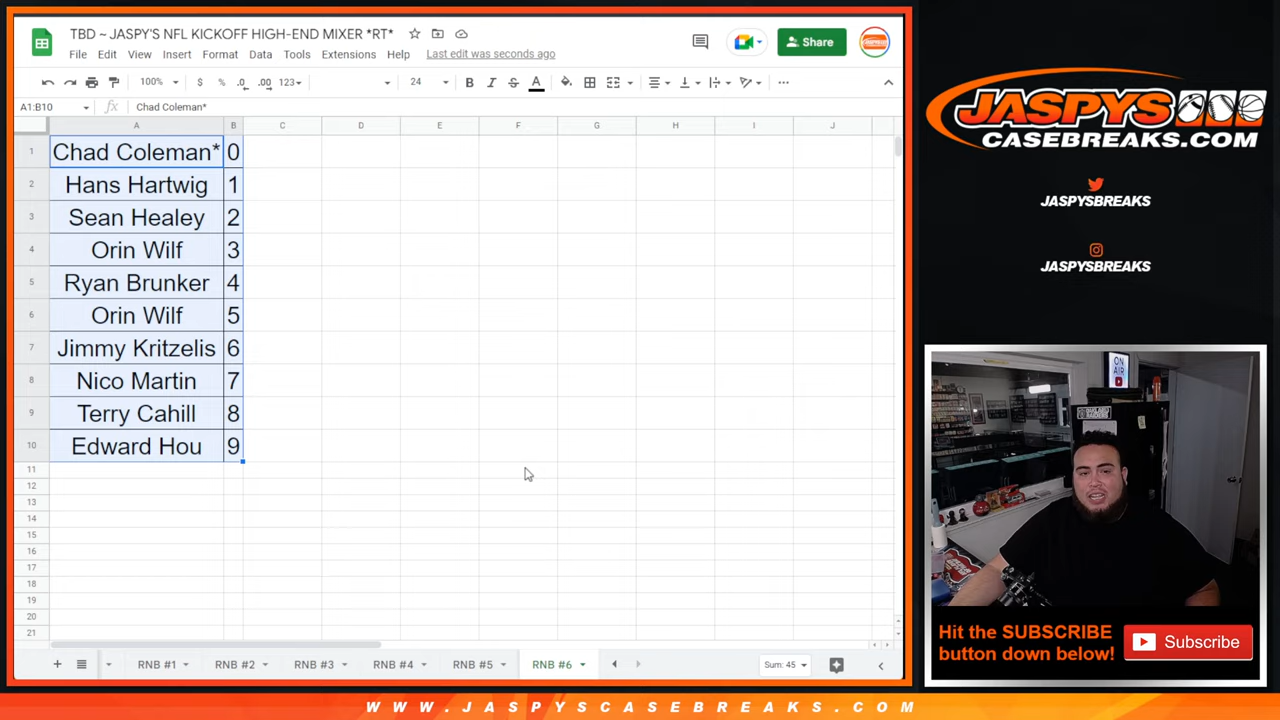 TBD ~ JASPY'S NFL KICKOFF HIGH-END MIXER *RT*
File Edit View Insert Format Data Tools Extensions Help Last edit was seconds ago
Share
100% $ % .0 .00 123 24 B I S A
A1:B10 fx Chad Coleman*
A B C D E F G H I J
1 Chad Coleman* 0
2 Hans Hartwig 1
3 Sean Healey 2
4 Orin Wilf 3
5 Ryan Brunker 4
6 Orin Wilf 5
7 Jimmy Kritzelis 6
8 Nico Martin 7
9 Terry Cahill 8
10 Edward Hou 9
11
12
13
14
15
16
17
18
19
20
21
RNB #1 RNB #2 RNB #3 RNB #4 RNB #5 RNB #6 Sum: 45
JASPYS
CASEBREAKS.COM
JASPYSBREAKS
JASPYSBREAKS
ON AIR
Hit the SUBSCRIBE
button down below!
Subscribe
WWW.JASPYSCASEBREAKS.COM